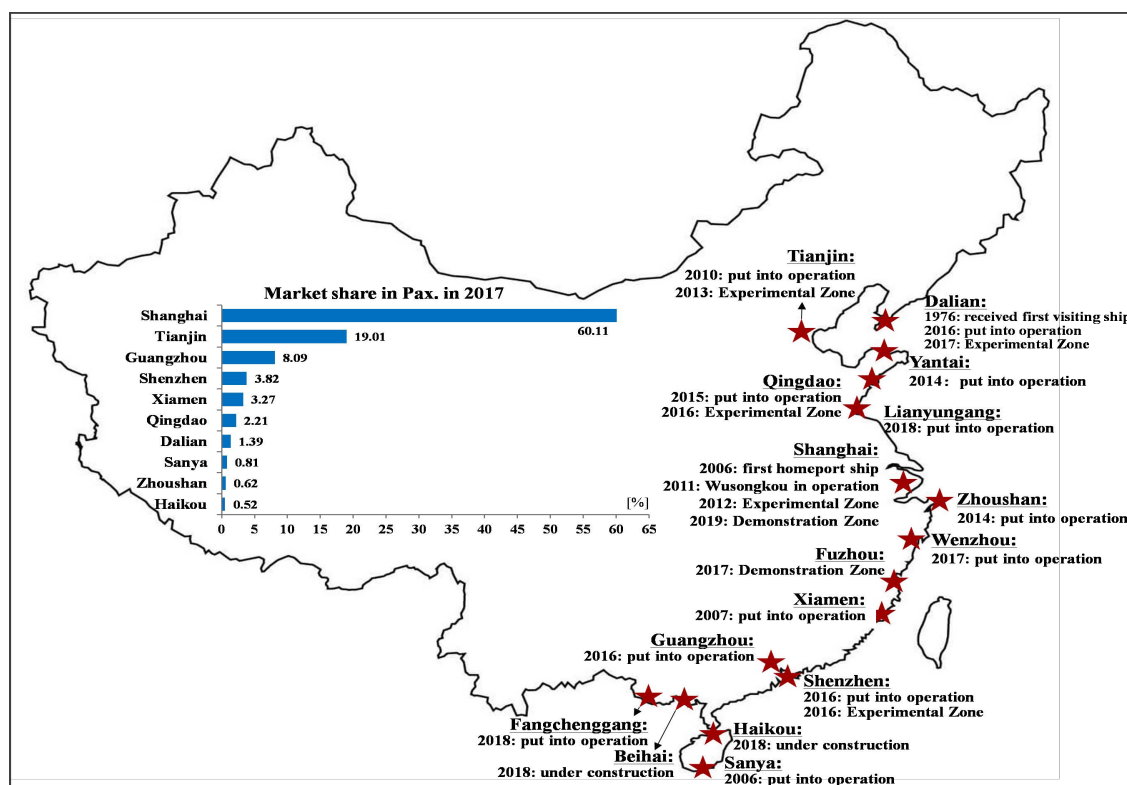 Market share in Pax. in 2017
Shanghai
60.11
Tianjin
19.01
Guangzhou
8.09
Shenzhen
3.82
Xiamen
3.27
Qingdao
2.21
Dalian
1.39
Sanya
0.81
Zhoushan
0.62
Haikou
0.52
[%]
0 5 10 15 20 25 30 35 40 45 50 55 60 65
Tianjin:
2010: put into operation
2013: Experimental Zone
Dalian:
1976: received first visiting ship
2016: put into operation
2017: Experimental Zone
Yantai:
2014: put into operation
Qingdao:
2015: put into operation
2016: Experimental Zone
Lianyungang:
2018: put into operation
Shanghai:
2006: first homeport ship
2011: Wusongkou in operation
2012: Experimental Zone
2019: Demonstration Zone
Zhoushan:
2014: put into operation
Wenzhou:
2017: put into operation
Fuzhou:
2017: Demonstration Zone
Xiamen:
2007: put into operation
Guangzhou:
2016: put into operation
Shenzhen:
2016: put into operation
2016: Experimental Zone
Fangchenggang:
2018: put into operation
Haikou:
2018: under construction
Beihai:
2018: under construction
Sanya:
2006: put into operation